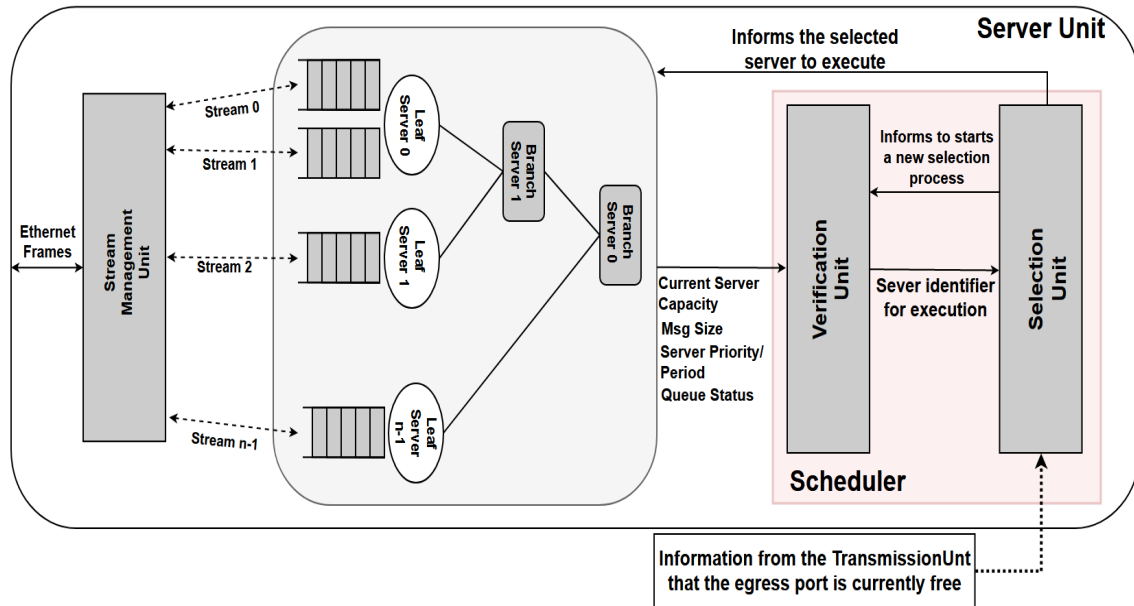 Server Unit
Informs the selected
server to execute
Stream 0
Stream 1
Stream 2
Stream n-1
Ethernet
Frames
Stream
Management
Unit
Leaf
Server 0
Leaf
Server 1
Leaf
Server
n-1
Branch
Server 1
Branch
Server 0
Current Server
Capacity
Msg Size
Server Priority/
Period
Queue Status
Verification
Unit
Informs to starts
a new selection
process
Sever identifier
for execution
Selection
Unit
Scheduler
Information from the TransmissionUnt
that the egress port is currently free